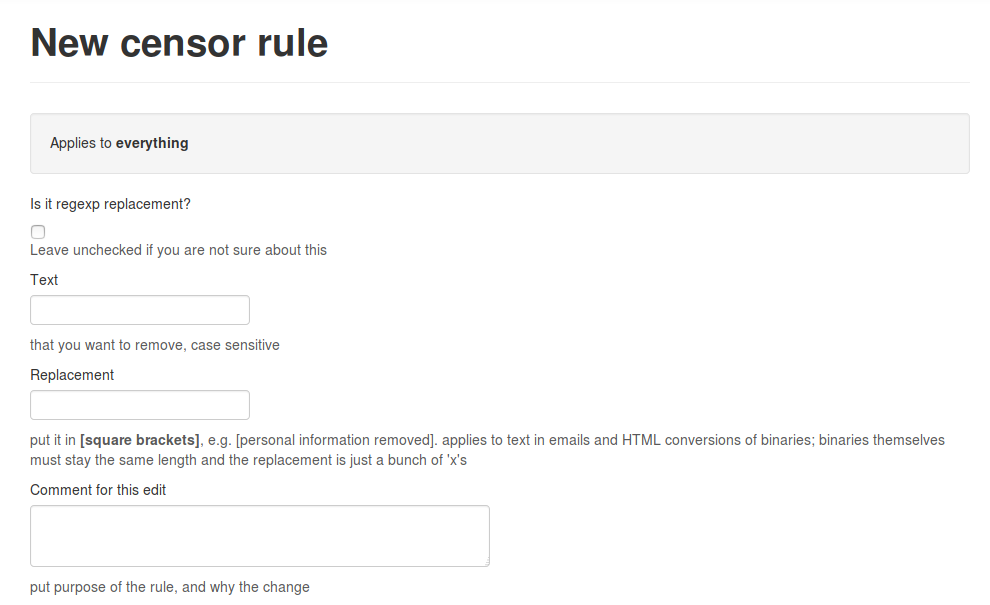 New censor rule
Applies to everything
Is it regexp replacement?
Leave unchecked if you are not sure about this
Text
that you want to remove, case sensitive
Replacement
put it in [square brackets], e.g. [personal information removed]. applies to text in emails and HTML conversions of binaries; binaries themselves
must stay the same length and the replacement is just a bunch of 'x's
Comment for this edit
put purpose of the rule, and why the change